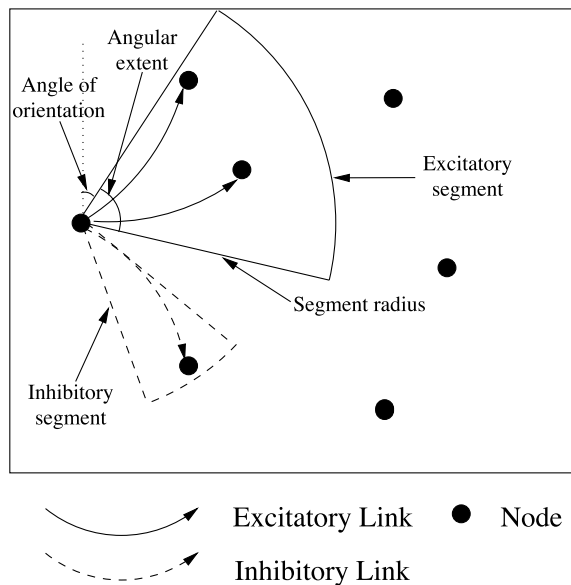 Angular
extent
Angle of
orientation
Excitatory
segment
Segment radius
Inhibitory
segment
Excitatory Link
Node
Inhibitory Link